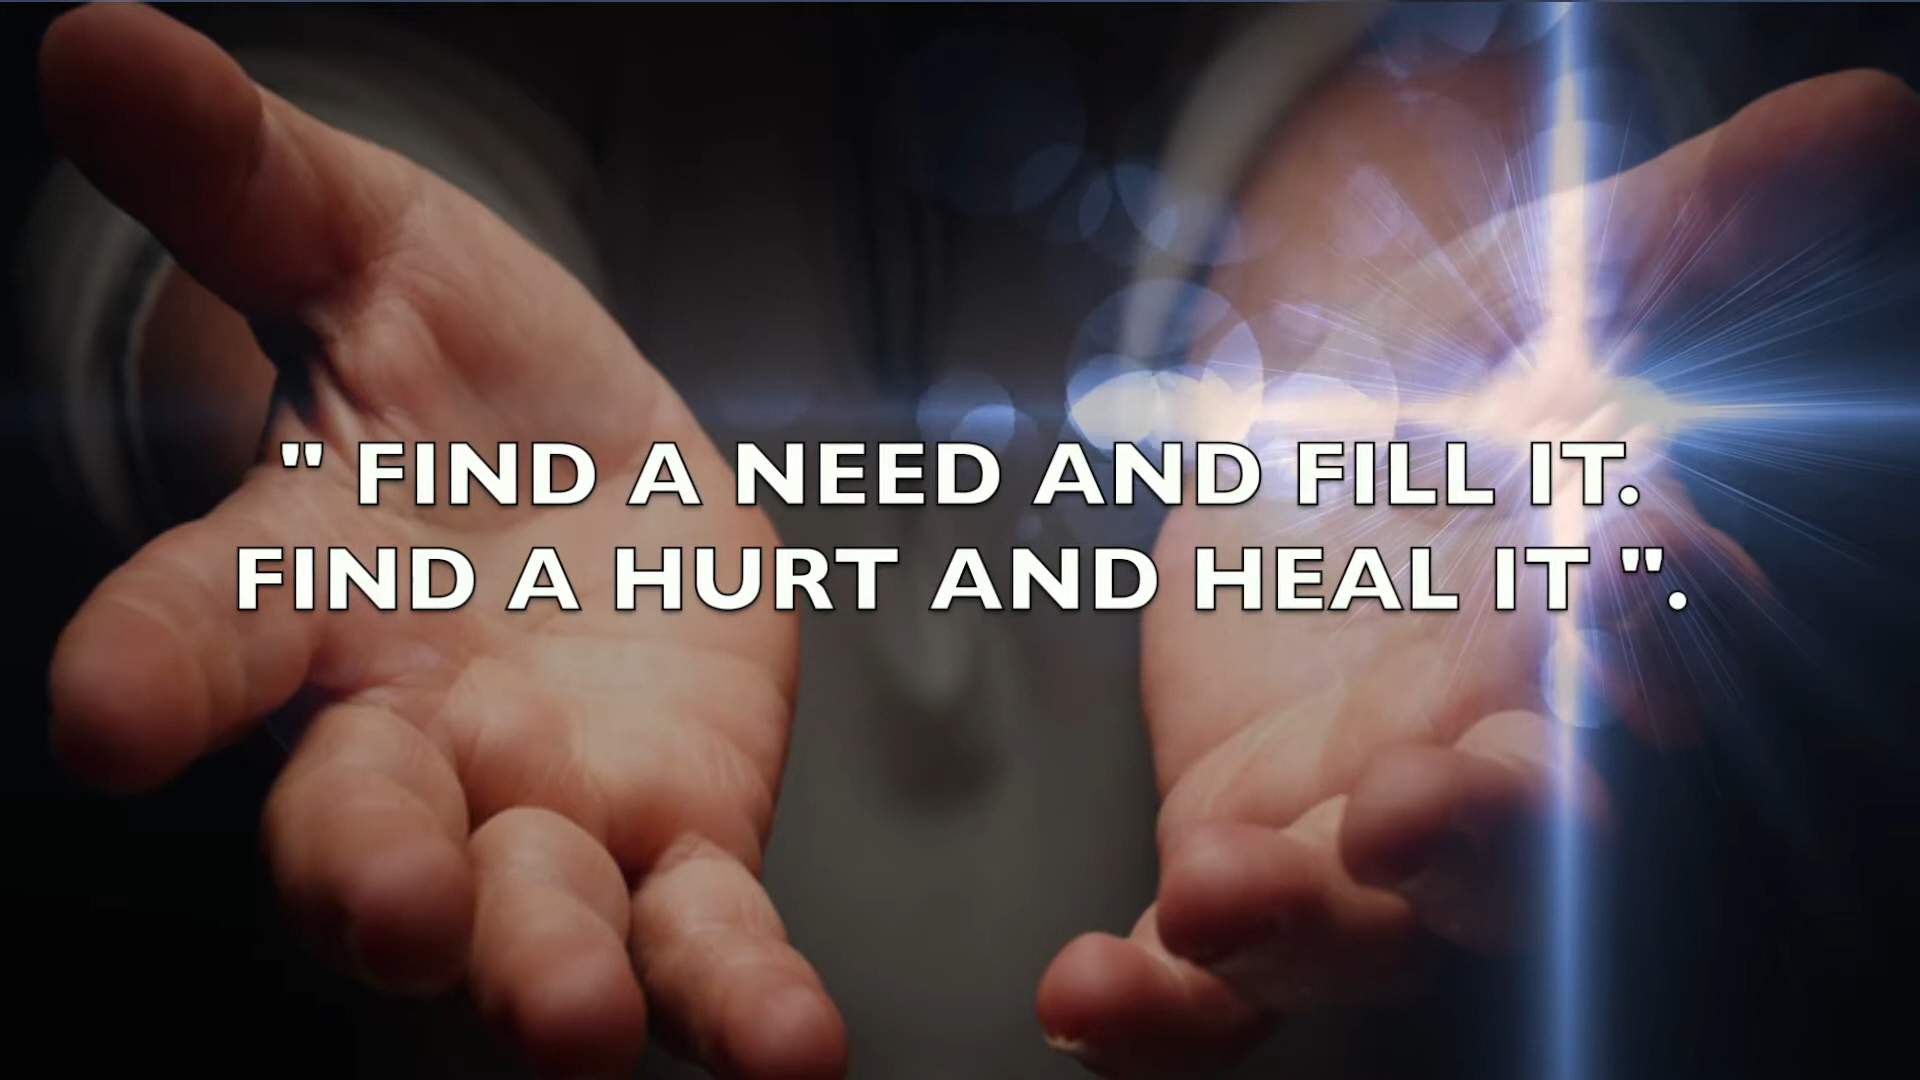 " FIND A NEED AND FILL IT.
FIND A HURT AND HEAL IT ".